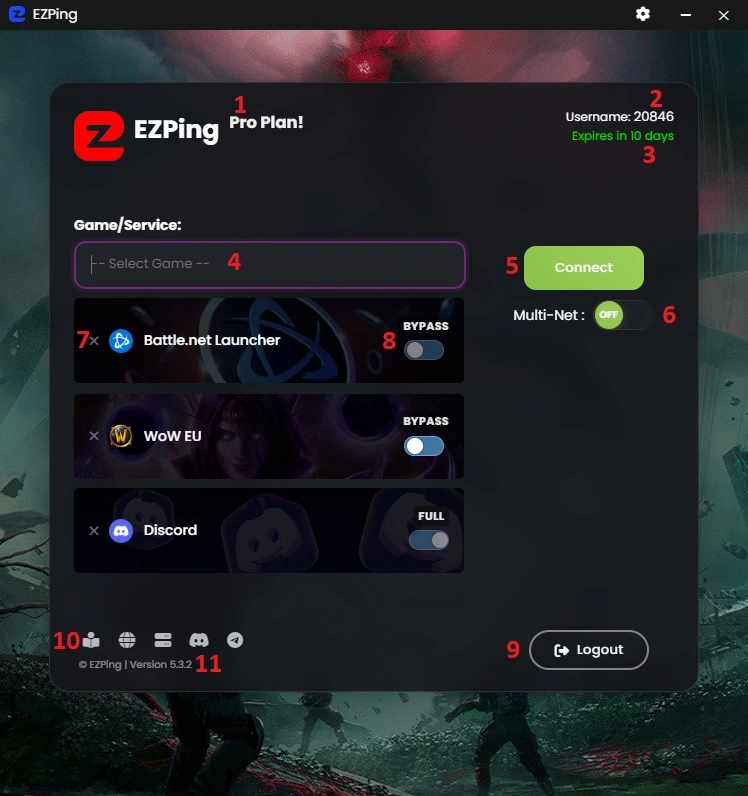 EZPing
1
2
EZPing Pro Plan!
Username: 20846
Expires in 10 days
3
Game/Service:
-- Select Game -- 4
5 Connect
Multi-Net : OFF 6
7 Battle.net Launcher 8 BYPASS
WoW EU BYPASS
Discord FULL
10
© EZPing | Version 5.3.2 11
9 Logout